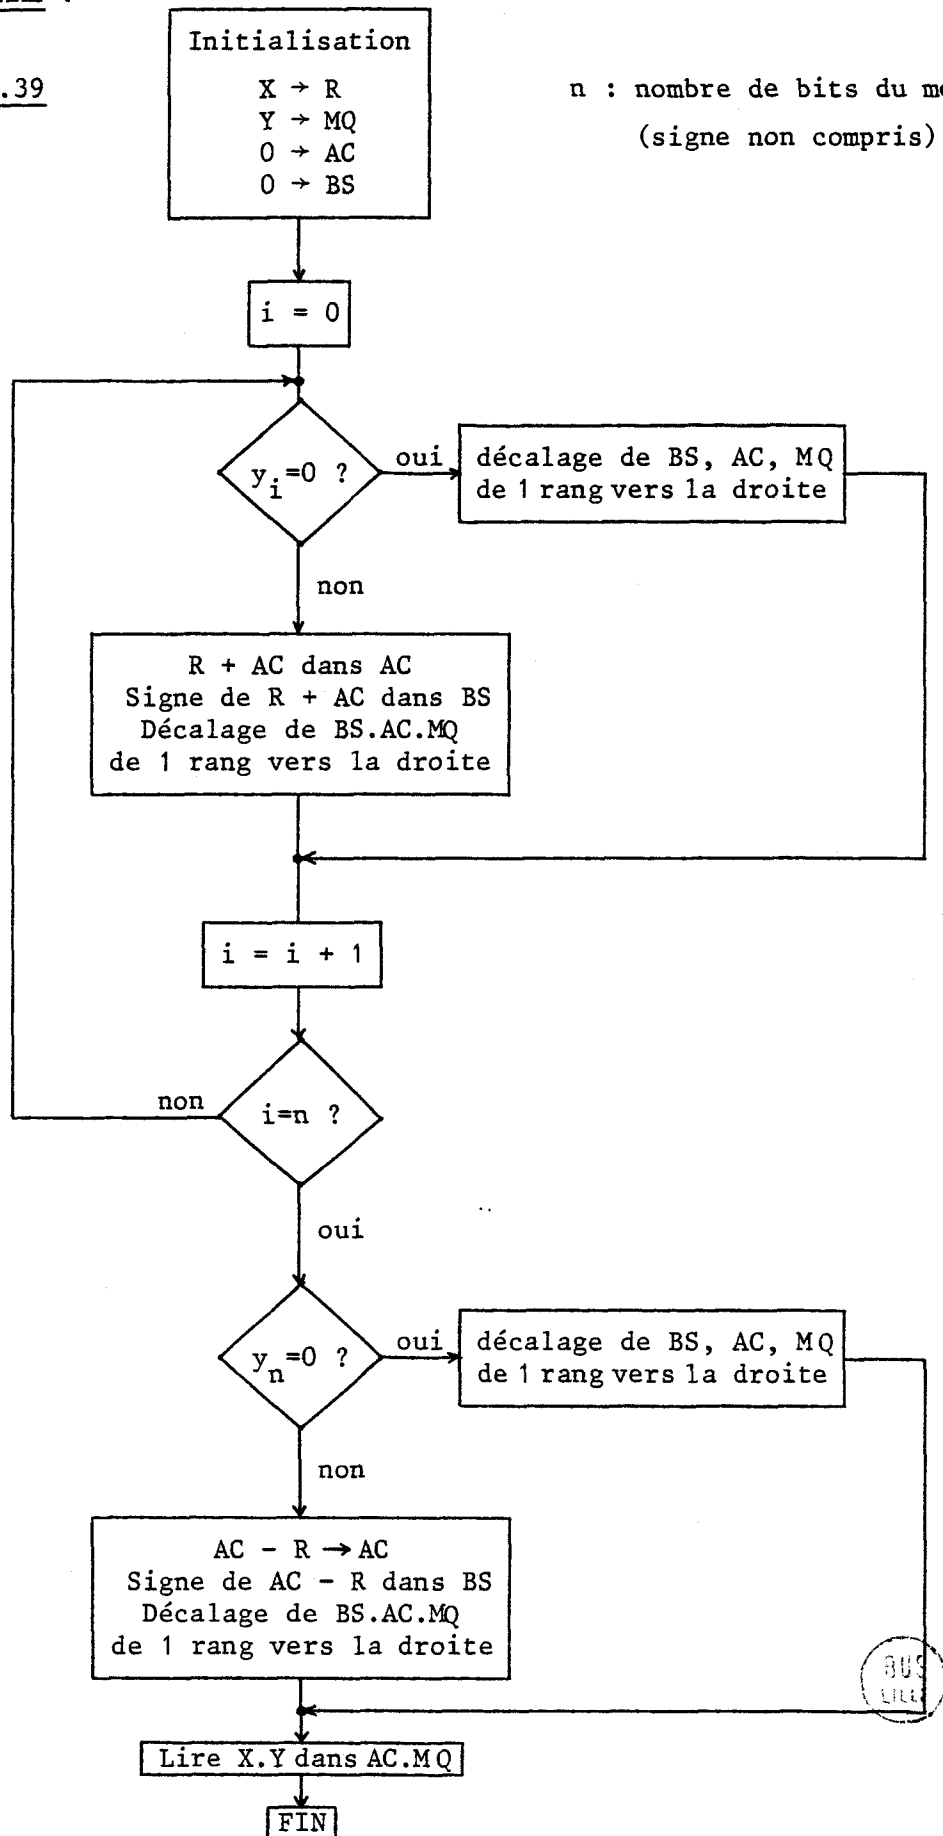 .39
Initialisation
X → R
Y → MQ
0 → AC
0 → BS
n : nombre de bits du
(signe non compris)
i = 0
y_i=0 ?
oui
décalage de BS, AC, MQ
de 1 rang vers la droite
non
R + AC dans AC
Signe de R + AC dans BS
Décalage de BS.AC.MQ
de 1 rang vers la droite
i = i + 1
non
i=n ?
oui
y_n=0 ?
oui
décalage de BS, AC, MQ
de 1 rang vers la droite
non
AC - R → AC
Signe de AC - R dans BS
Décalage de BS.AC.MQ
de 1 rang vers la droite
BUS
LILLE
Lire X.Y dans AC.MQ
FIN